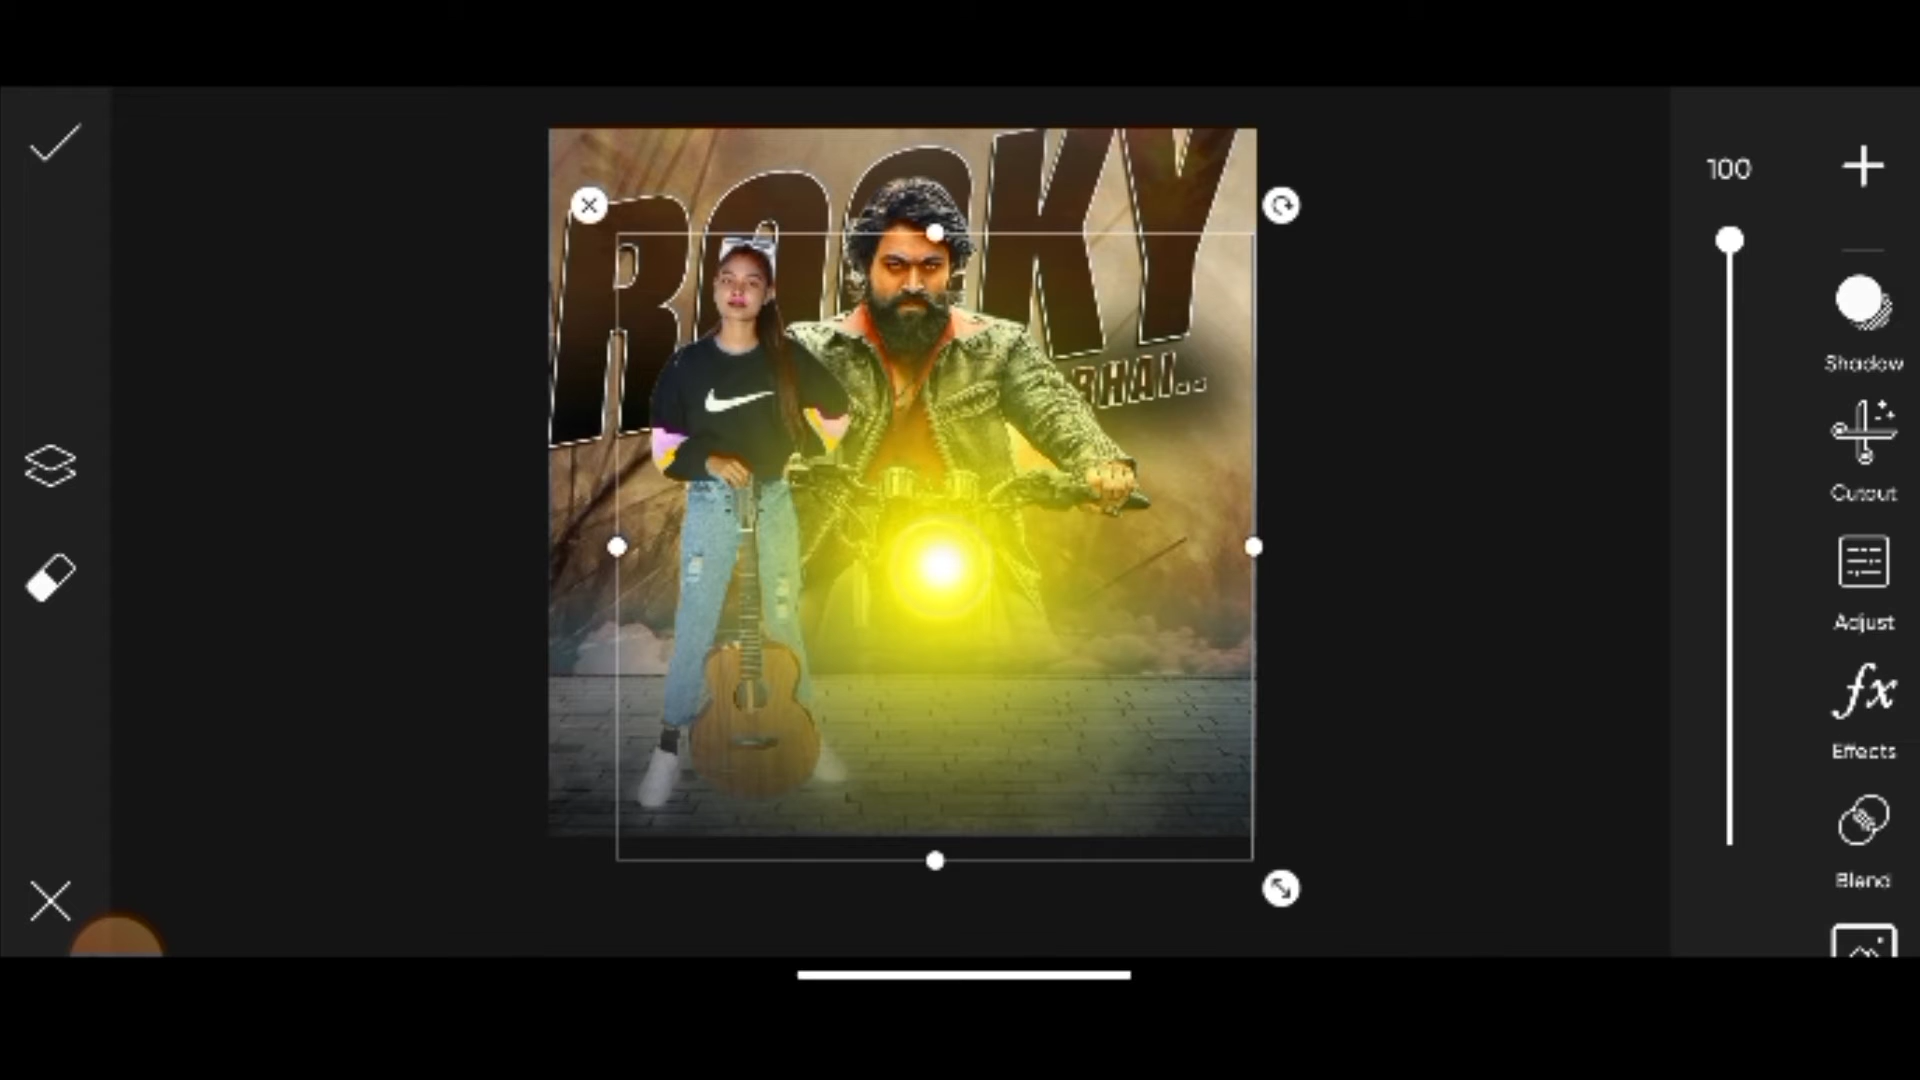 ROCKY
BHAI..
100
Shadow
Cutout
Adjust
fx
Effects
Blend